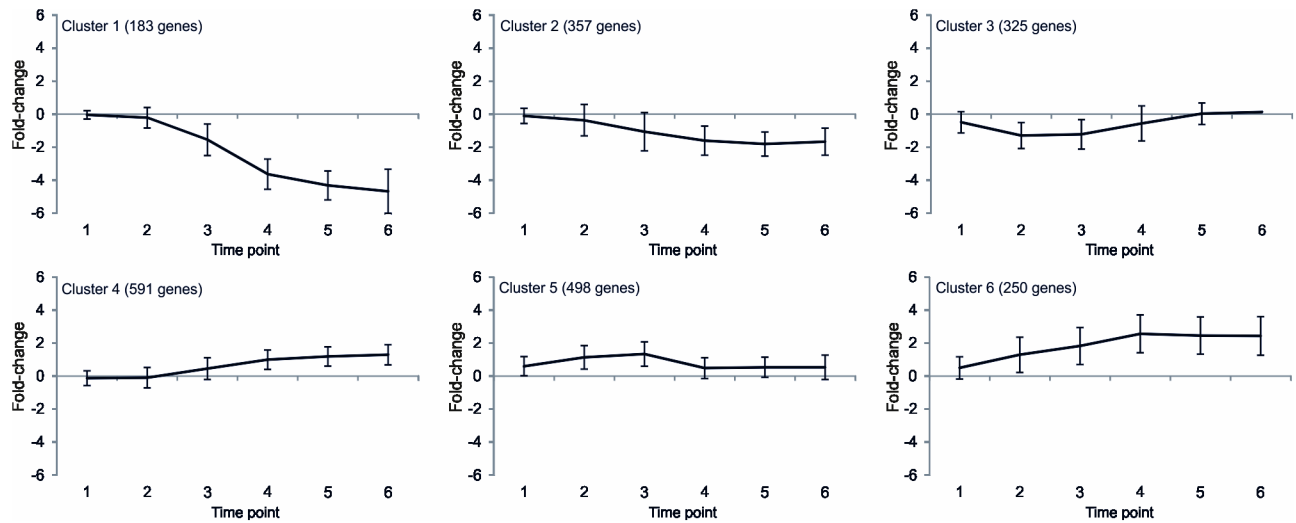 Cluster 1 (183 genes)
6
4
2
0
-2
-4
-6
Fold-change
1 2 3 4 5 6
Time point
Cluster 2 (357 genes)
6
4
2
0
-2
-4
-6
Fold-change
1 2 3 4 5 6
Time point
Cluster 3 (325 genes)
6
4
2
0
-2
-4
-6
Fold-change
1 2 3 4 5 6
Time point
Cluster 4 (591 genes)
6
4
2
0
-2
-4
-6
Fold-change
1 2 3 4 5 6
Time point
Cluster 5 (498 genes)
6
4
2
0
-2
-4
-6
Fold-change
1 2 3 4 5 6
Time point
Cluster 6 (250 genes)
6
4
2
0
-2
-4
-6
Fold-change
1 2 3 4 5 6
Time point